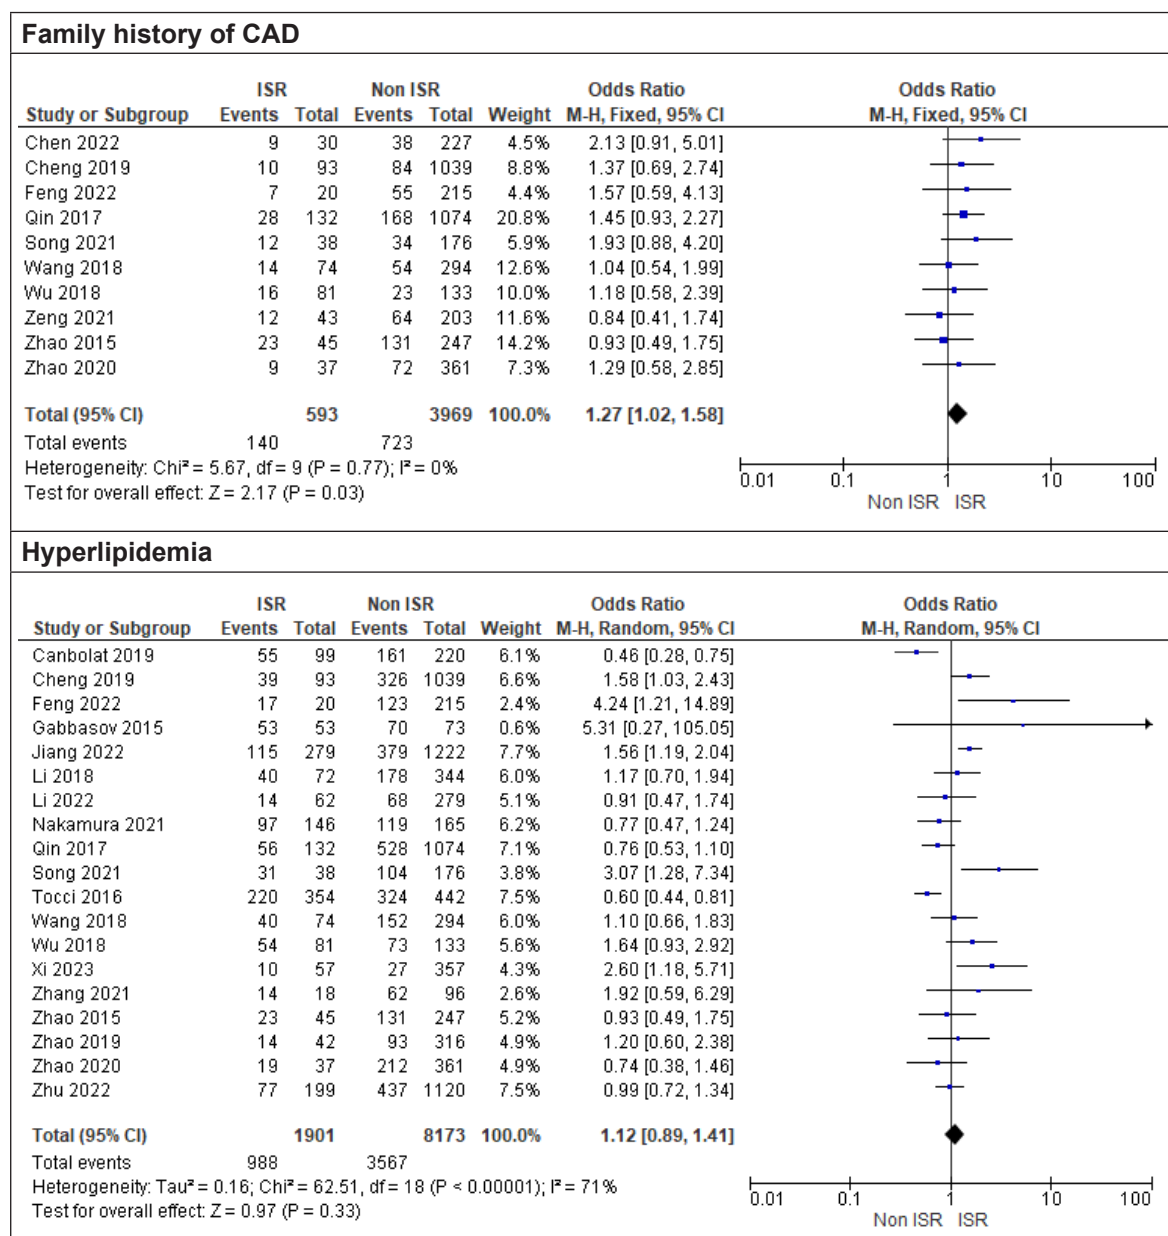 Family history of CAD
ISR Non ISR Odds Ratio Odds Ratio
Study or Subgroup Events Total Events Total Weight M-H, Fixed, 95% CI M-H, Fixed, 95% CI
Chen 2022 9 30 38 227 4.5% 2.13 [0.91, 5.01]
Cheng 2019 10 93 84 1039 8.8% 1.37 [0.69, 2.74]
Feng 2022 7 20 55 215 4.4% 1.57 [0.59, 4.13]
Qin 2017 28 132 168 1074 20.8% 1.45 [0.93, 2.27]
Song 2021 12 38 34 176 5.9% 1.93 [0.88, 4.20]
Wang 2018 14 74 54 294 12.6% 1.04 [0.54, 1.99]
Wu 2018 16 81 23 133 10.0% 1.18 [0.58, 2.39]
Zeng 2021 12 43 64 203 11.6% 0.84 [0.41, 1.74]
Zhao 2015 23 45 131 247 14.2% 0.93 [0.49, 1.75]
Zhao 2020 9 37 72 361 7.3% 1.29 [0.58, 2.85]
Total (95% CI) 593 3969 100.0% 1.27 [1.02, 1.58]
Total events 140 723
Heterogeneity: Chi² = 5.67, df = 9 (P = 0.77); I² = 0%
Test for overall effect: Z = 2.17 (P = 0.03)
0.01 0.1 1 10 100
Non ISR ISR
Hyperlipidemia
ISR Non ISR Odds Ratio Odds Ratio
Study or Subgroup Events Total Events Total Weight M-H, Random, 95% CI M-H, Random, 95% CI
Canbolat 2019 55 99 161 220 6.1% 0.46 [0.28, 0.75]
Cheng 2019 39 93 326 1039 6.6% 1.58 [1.03, 2.43]
Feng 2022 17 20 123 215 2.4% 4.24 [1.21, 14.89]
Gabbasov 2015 53 53 70 73 0.6% 5.31 [0.27, 105.05]
Jiang 2022 115 279 379 1222 7.7% 1.56 [1.19, 2.04]
Li 2018 40 72 178 344 6.0% 1.17 [0.70, 1.94]
Li 2022 14 62 68 279 5.1% 0.91 [0.47, 1.74]
Nakamura 2021 97 146 119 165 6.2% 0.77 [0.47, 1.24]
Qin 2017 56 132 528 1074 7.1% 0.76 [0.53, 1.10]
Song 2021 31 38 104 176 3.8% 3.07 [1.28, 7.34]
Tocci 2016 220 354 324 442 7.5% 0.60 [0.44, 0.81]
Wang 2018 40 74 152 294 6.0% 1.10 [0.66, 1.83]
Wu 2018 54 81 73 133 5.6% 1.64 [0.93, 2.92]
Xi 2023 10 57 27 357 4.3% 2.60 [1.18, 5.71]
Zhang 2021 14 18 62 96 2.6% 1.92 [0.59, 6.29]
Zhao 2015 23 45 131 247 5.2% 0.93 [0.49, 1.75]
Zhao 2019 14 42 93 316 4.9% 1.20 [0.60, 2.38]
Zhao 2020 19 37 212 361 4.9% 0.74 [0.38, 1.46]
Zhu 2022 77 199 437 1120 7.5% 0.99 [0.72, 1.34]
Total (95% CI) 1901 8173 100.0% 1.12 [0.89, 1.41]
Total events 988 3567
Heterogeneity: Tau² = 0.16; Chi² = 62.51, df = 18 (P < 0.00001); I² = 71%
Test for overall effect: Z = 0.97 (P = 0.33)
0.01 0.1 1 10 100
Non ISR ISR